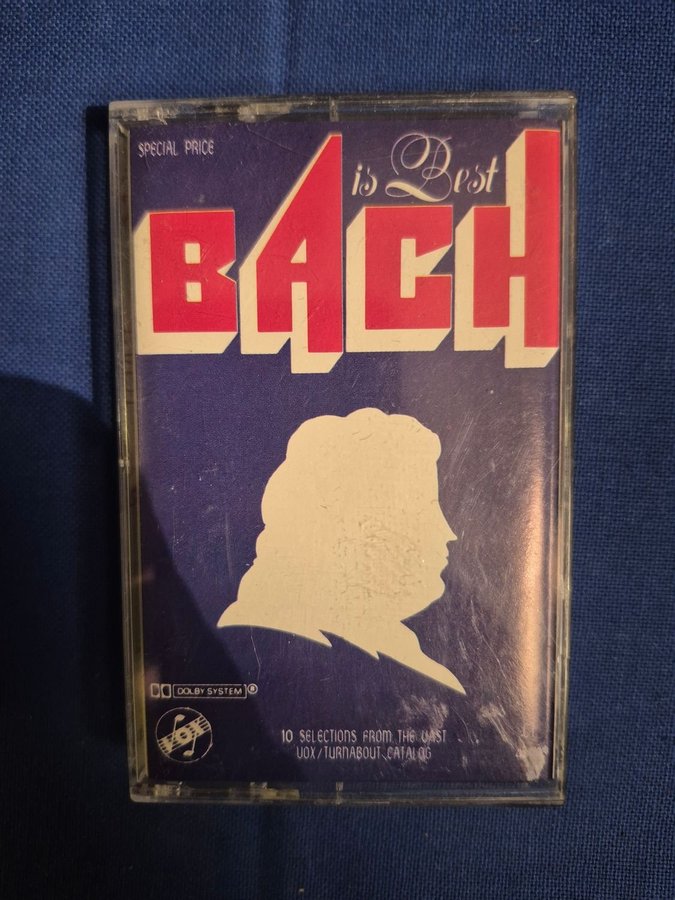 SPECIAL PRICE
BACH
is Best
DOLBY SYSTEM®
VOX
10 SELECTIONS FROM THE VAST
VOX/TURNABOUT CATALOG